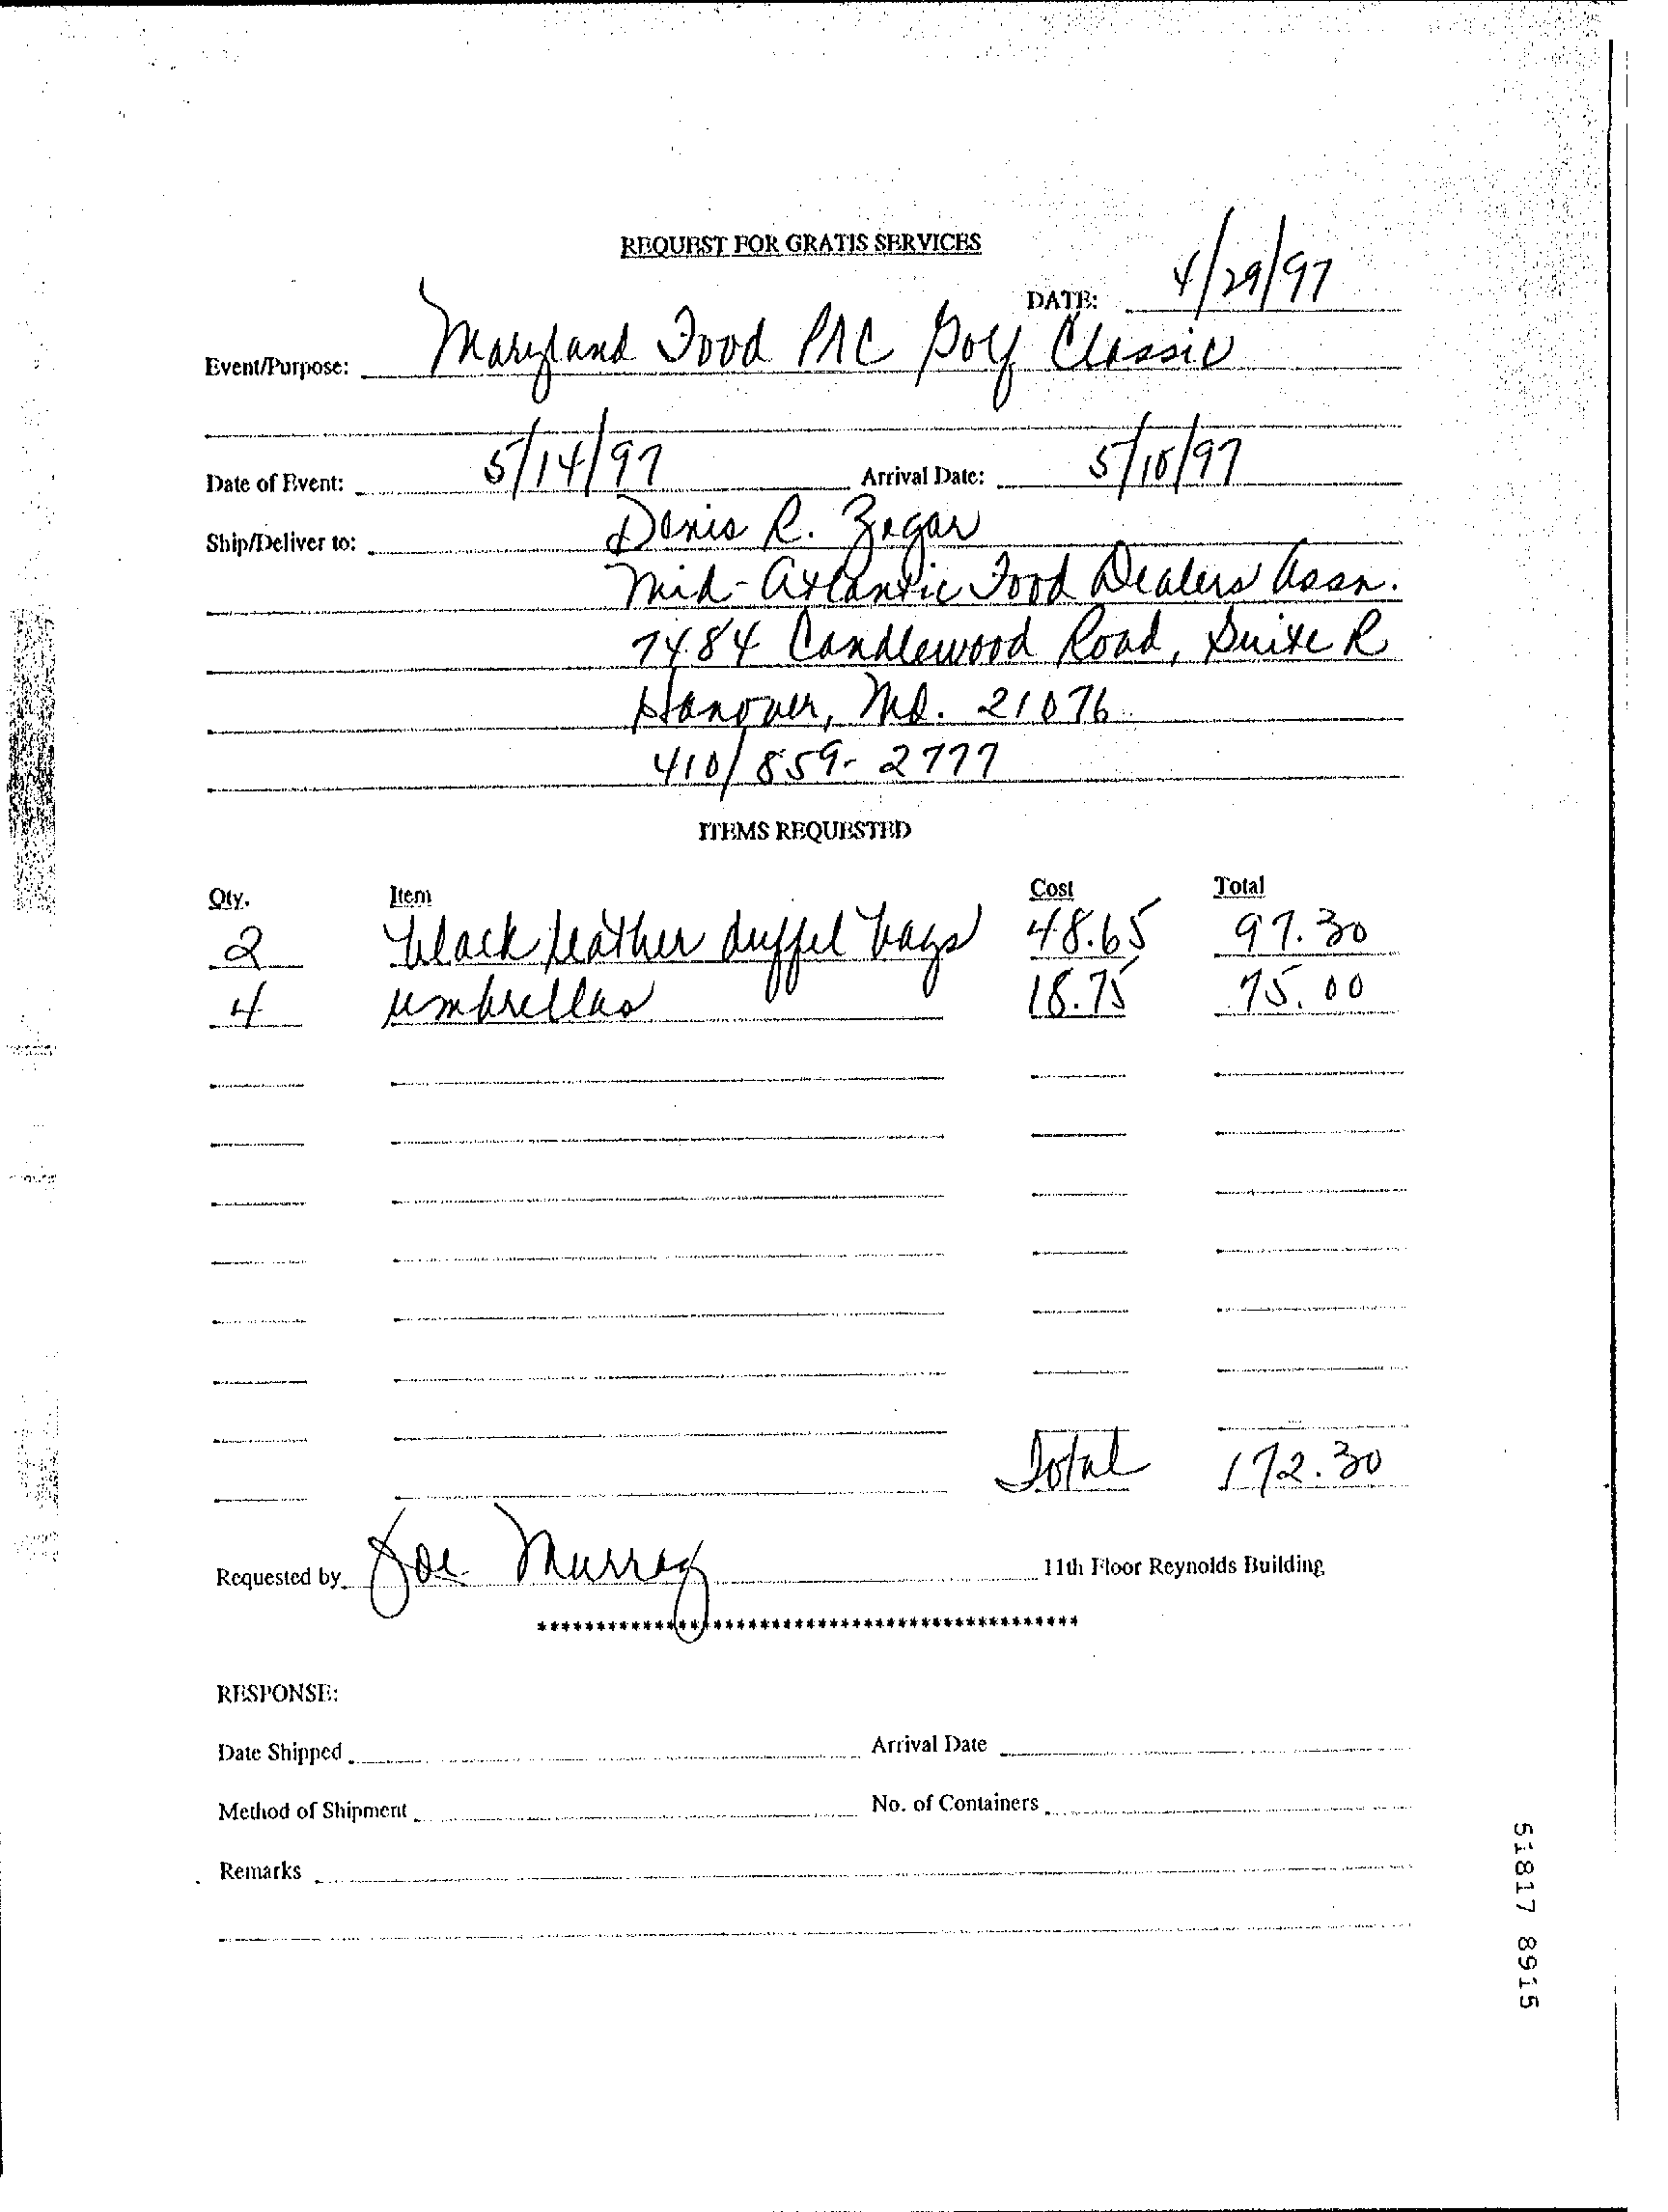 REQUEST FOR GRATIS SERVICES
DATE: 4/29/97
Event/Purpose: Maryland Food PAC Golf Classic
Date of Event: 5/14/97 Arrival Date: 5/10/97
Ship/Deliver to: Denis R. Zegar
Mid-Atlantic Food Dealers Assn.
7484 Candlewood Road, Suite R
Hanover, Md. 21076
410/859-2777
ITEMS REQUESTED
Qty. Item Cost Total
2 black leather duffel bags 48.65 97.30
4 umbrellas 18.75 75.00
Total 172.30
Requested by Joe Murray 11th Floor Reynolds Building
***********************************************
RESPONSE:
Date Shipped Arrival Date
Method of Shipment No. of Containers
Remarks
51817 8915